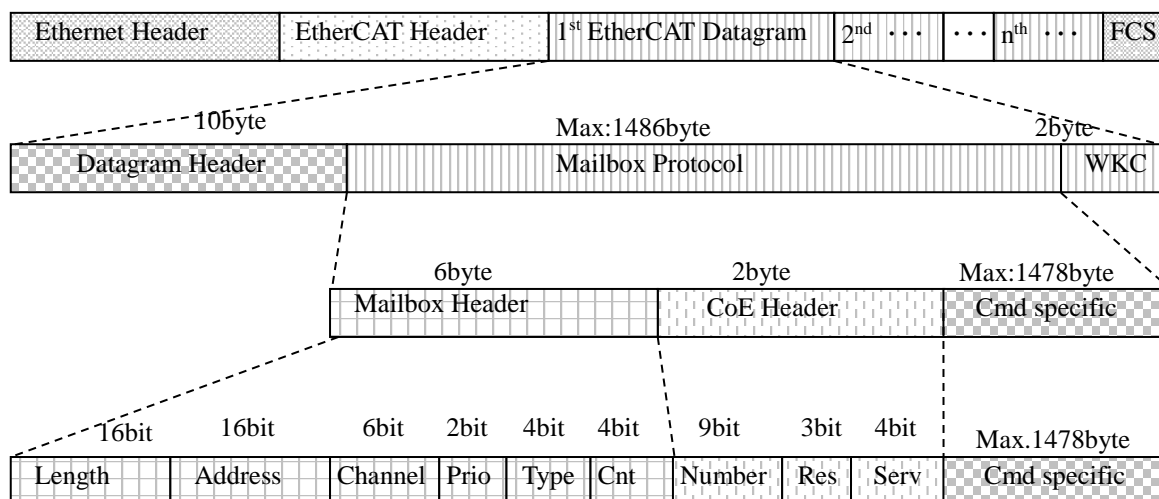 Ethernet Header EtherCAT Header 1st EtherCAT Datagram 2nd ··· ··· nth ··· FCS
10byte Max:1486byte 2byte
Datagram Header Mailbox Protocol WKC
6byte 2byte Max:1478byte
Mailbox Header CoE Header Cmd specific
16bit 16bit 6bit 2bit 4bit 4bit 9bit 3bit 4bit Max.1478byte
Length Address Channel Prio Type Cnt Number Res Serv Cmd specific